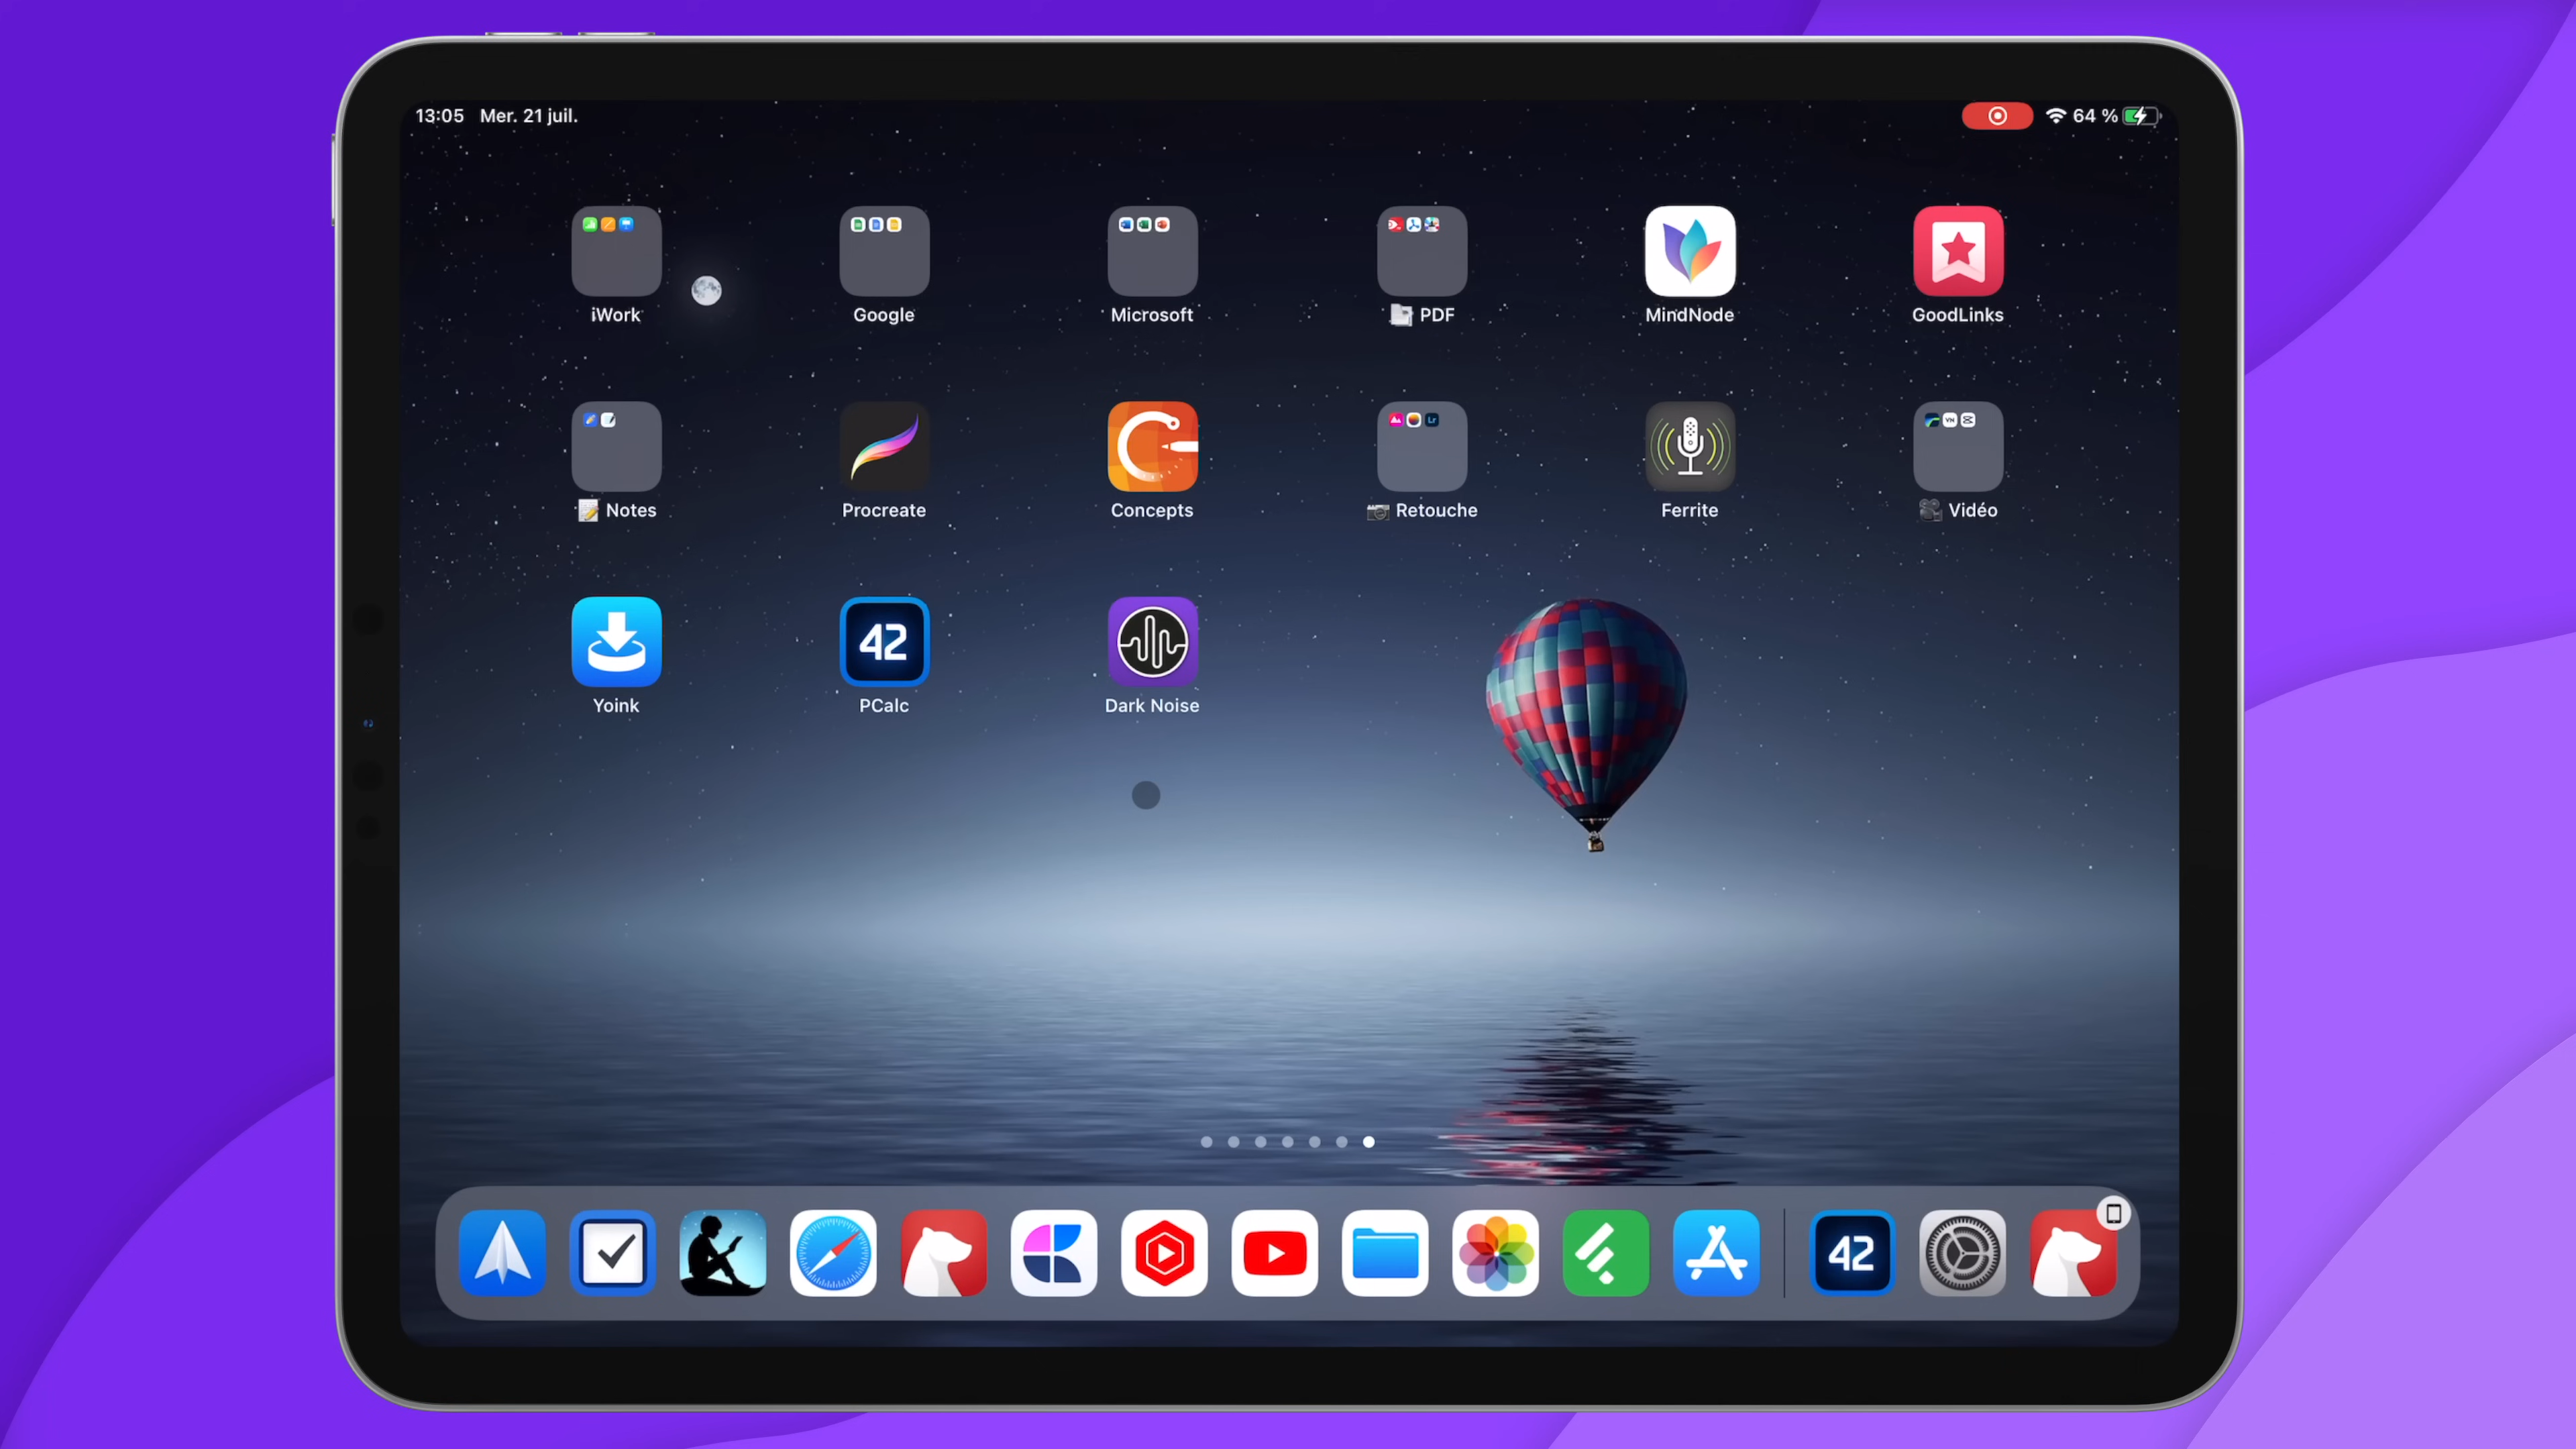 13:05 Mer. 21 juil.
64 %
iWork
Google
Microsoft
PDF
MindNode
GoodLinks
Notes
Procreate
Concepts
Retouche
Ferrite
Vidéo
42
Yoink
PCalc
Dark Noise
42